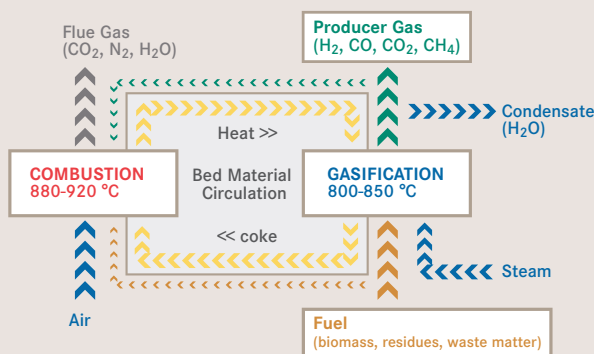 Flue Gas
(CO₂, N₂, H₂O)
Producer Gas
(H₂, CO, CO₂, CH₄)
Condensate
(H₂O)
Heat >>
COMBUSTION
880-920 °C
Bed Material
Circulation
GASIFICATION
800-850 °C
<< coke
Steam
Air
Fuel
(biomass, residues, waste matter)